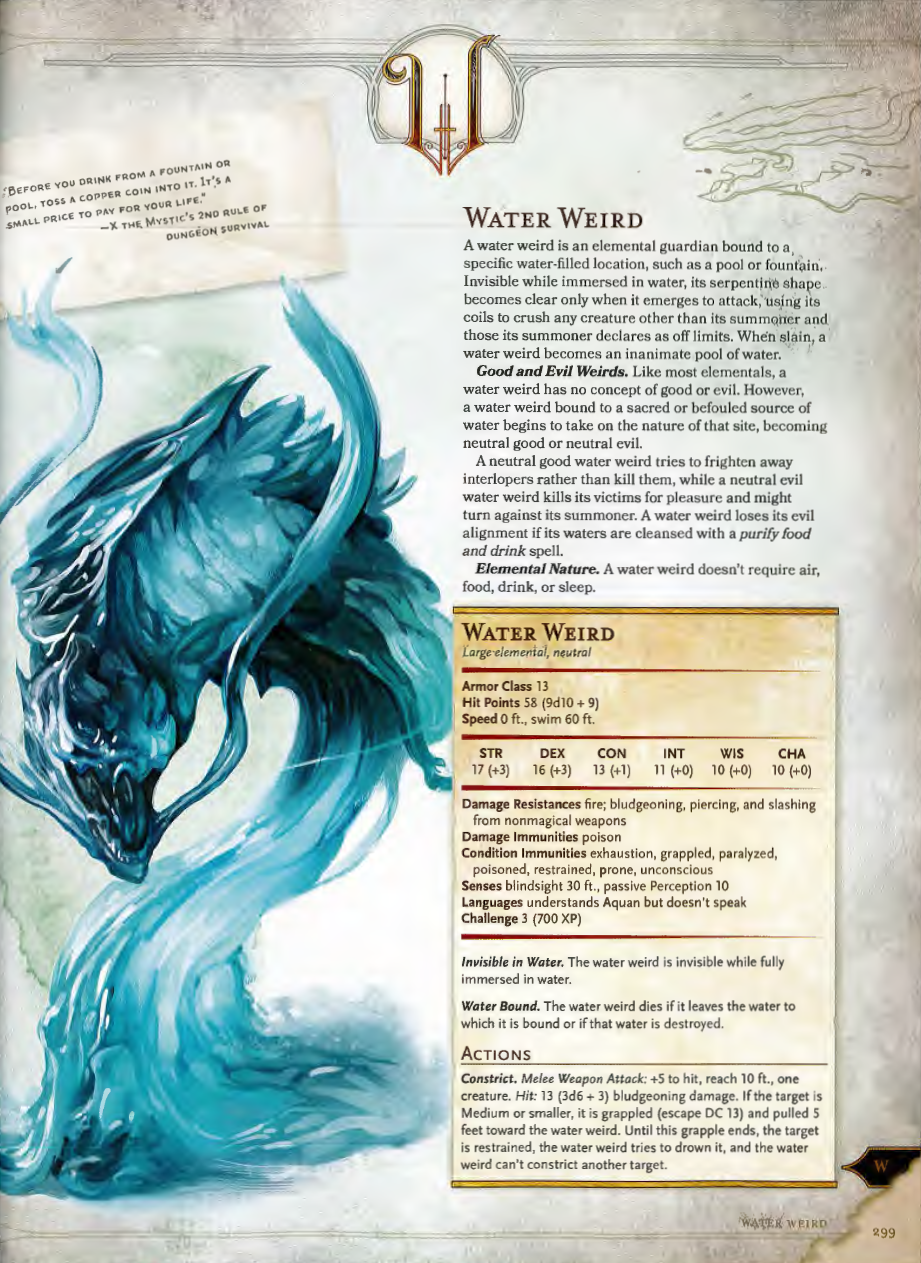 W
"BEFORE YOU DRINK FROM A FOUNTAIN OR
POOL, TOSS A COPPER COIN INTO IT. IT'S A
SMALL PRICE TO PAY FOR YOUR LIFE."
—X THE MYSTIC'S 2ND RULE OF
DUNGEON SURVIVAL
WATER WEIRD
A water weird is an elemental guardian bound to a
specific water-filled location, such as a pool or fountain.
Invisible while immersed in water, its serpentine shape
becomes clear only when it emerges to attack, using its
coils to crush any creature other than its summoner and
those its summoner declares as off limits. When slain, a
water weird becomes an inanimate pool of water.
Good and Evil Weirds. Like most elementals, a
water weird has no concept of good or evil. However,
a water weird bound to a sacred or befouled source of
water begins to take on the nature of that site, becoming
neutral good or neutral evil.
A neutral good water weird tries to frighten away
interlopers rather than kill them, while a neutral evil
water weird kills its victims for pleasure and might
turn against its summoner. A water weird loses its evil
alignment if its waters are cleansed with a purify food
and drink spell.
Elemental Nature. A water weird doesn't require air,
food, drink, or sleep.
WATER WEIRD
Large elemental, neutral
Armor Class 13
Hit Points 58 (9d10 + 9)
Speed 0 ft., swim 60 ft.
STR DEX CON INT WIS CHA
17 (+3) 16 (+3) 13 (+1) 11 (+0) 10 (+0) 10 (+0)
Damage Resistances fire; bludgeoning, piercing, and slashing
from nonmagical weapons
Damage Immunities poison
Condition Immunities exhaustion, grappled, paralyzed,
poisoned, restrained, prone, unconscious
Senses blindsight 30 ft., passive Perception 10
Languages understands Aquan but doesn't speak
Challenge 3 (700 XP)
Invisible in Water. The water weird is invisible while fully
immersed in water.
Water Bound. The water weird dies if it leaves the water to
which it is bound or if that water is destroyed.
ACTIONS
Constrict. Melee Weapon Attack: +5 to hit, reach 10 ft., one
creature. Hit: 13 (3d6 + 3) bludgeoning damage. If the target is
Medium or smaller, it is grappled (escape DC 13) and pulled 5
feet toward the water weird. Until this grapple ends, the target
is restrained, the water weird tries to drown it, and the water
weird can't constrict another target.
W
WATER WEIRD
299